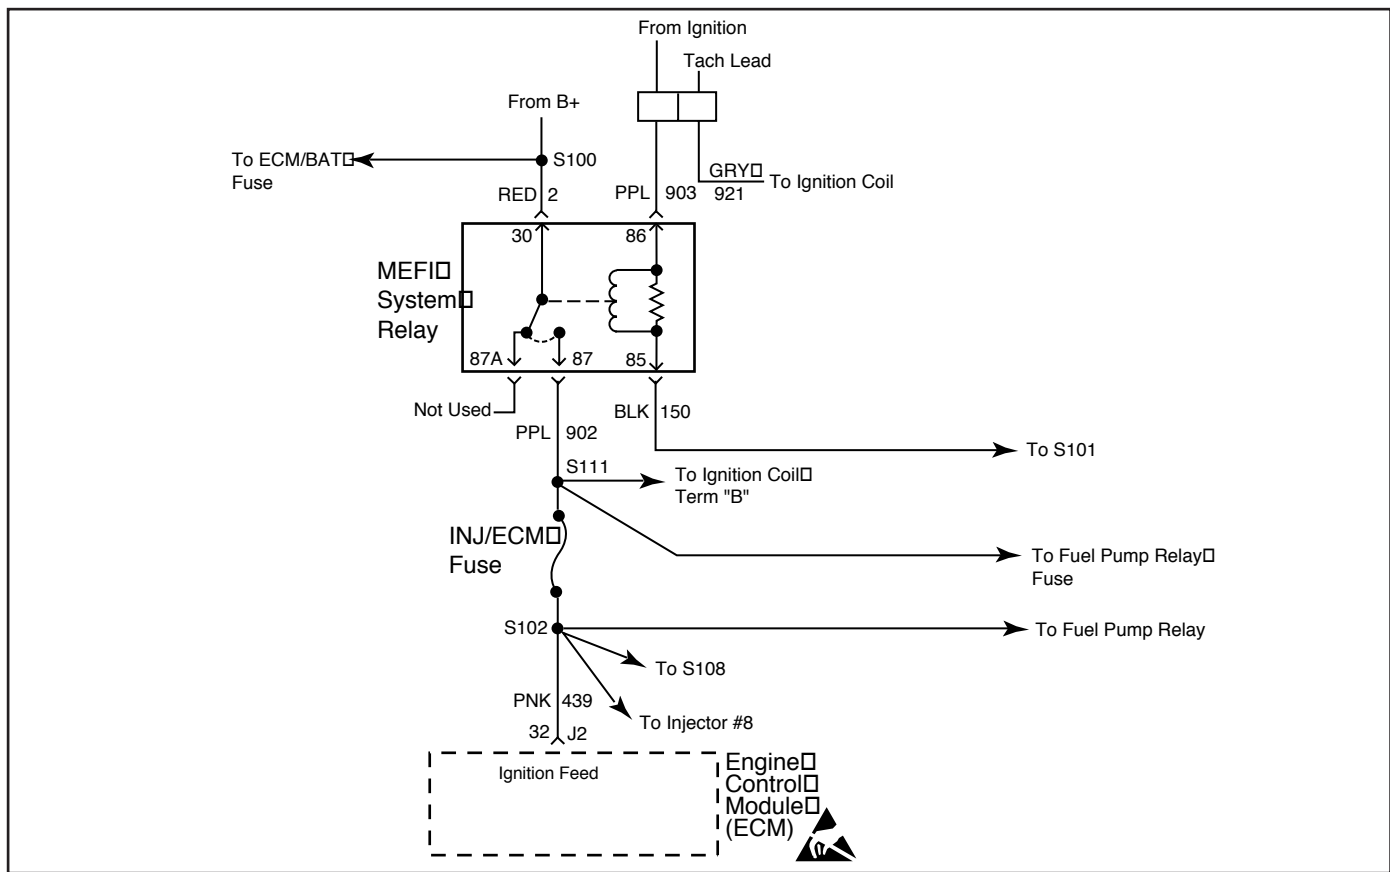 From Ignition
Tach Lead
From B+
To ECM/BAT□
Fuse
S100
GRY□
921
To Ignition Coil
RED 2
PPL 903
30
86
MEFI□
System□
Relay
87A
87
85
Not Used
BLK 150
PPL 902
To S101
S111
To Ignition Coil□
Term "B"
INJ/ECM□
Fuse
To Fuel Pump Relay□
Fuse
S102
To Fuel Pump Relay
To S108
PNK 439
To Injector #8
32 J2
Ignition Feed
Engine□
Control□
Module□
(ECM)